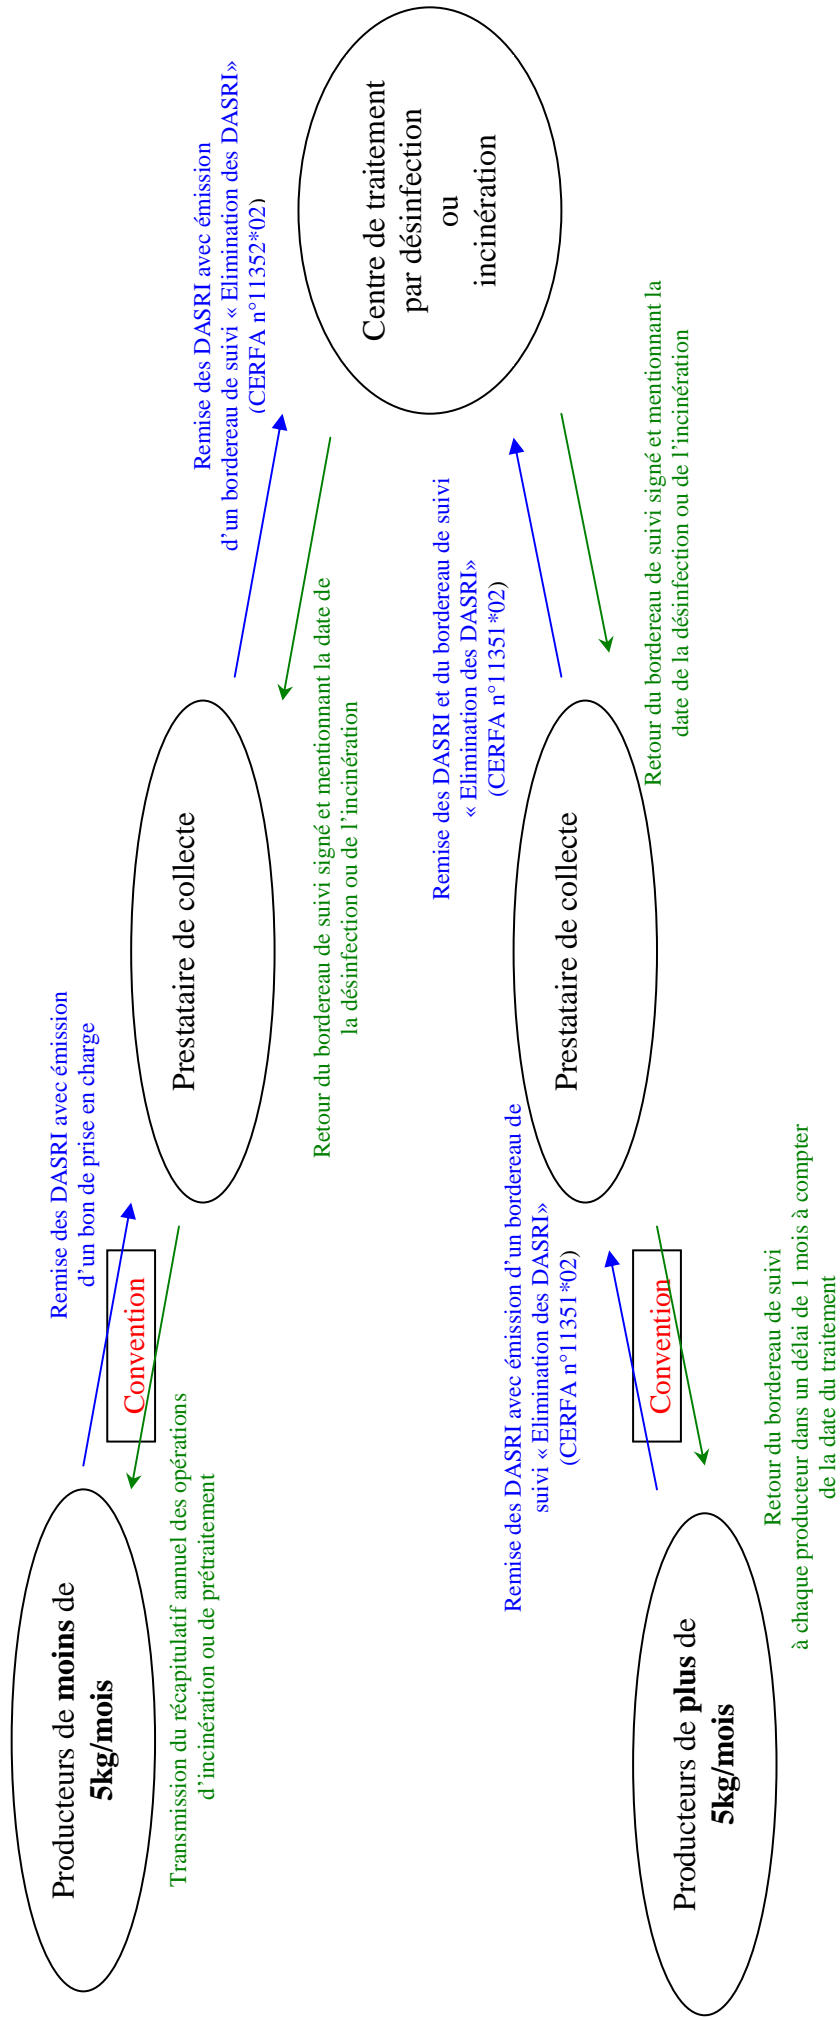 Producteurs de moins de
5kg/mois
Remise des DASRI avec émission
d'un bon de prise en charge
Convention
Transmission du récapitulatif annuel des opérations
d'incinération ou de prétraitement
Prestataire de collecte
Remise des DASRI avec émission
d'un bordereau de suivi « Elimination des DASRI»
(CERFA n°11352*02)
Retour du bordereau de suivi signé et mentionnant la date de
la désinfection ou de l'incinération
Centre de traitement
par désinfection
ou
incinération
Producteurs de plus de
5kg/mois
Remise des DASRI avec émission d'un bordereau de
suivi « Elimination des DASRI»
(CERFA n°11351*02)
Convention
Retour du bordereau de suivi
à chaque producteur dans un délai de 1 mois à compter
de la date du traitement
Prestataire de collecte
Remise des DASRI et du bordereau de suivi
« Elimination des DASRI»
(CERFA n°11351*02)
Retour du bordereau de suivi signé et mentionnant la
date de la désinfection ou de l'incinération